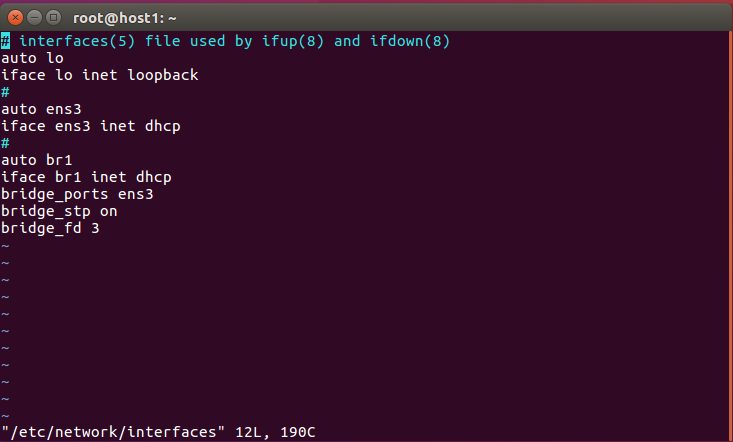 root@host1: ~
# interfaces(5) file used by ifup(8) and ifdown(8)
auto lo
iface lo inet loopback
#
auto ens3
iface ens3 inet dhcp
#
auto br1
iface br1 inet dhcp
bridge_ports ens3
bridge_stp on
bridge_fd 3
~
~
~
~
~
~
~
~
~
~
~
"/etc/network/interfaces" 12L, 190C